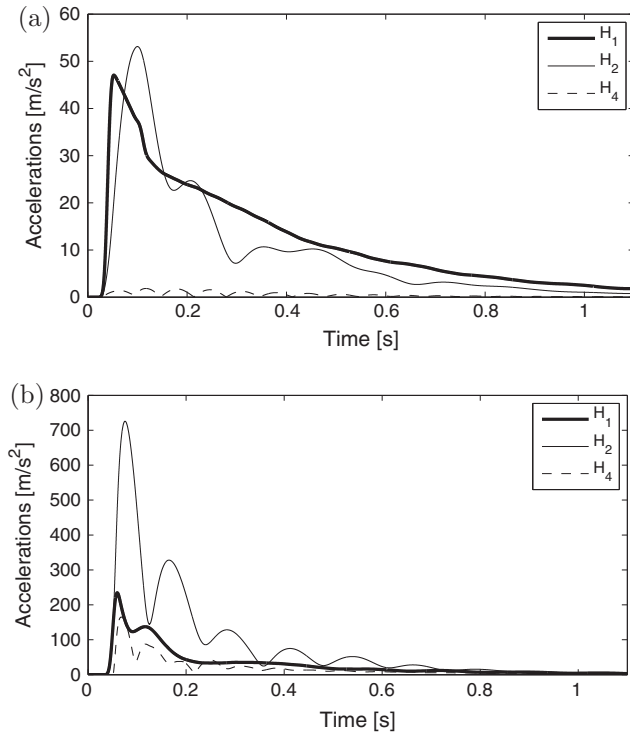 (a)
60
50
40
30
20
10
0
Accelerations [m/s²]
H₁
H₂
H₄
0 0.2 0.4 0.6 0.8 1
Time [s]
(b)
800
700
600
500
400
300
200
100
0
Accelerations [m/s²]
H₁
H₂
H₄
0 0.2 0.4 0.6 0.8 1
Time [s]